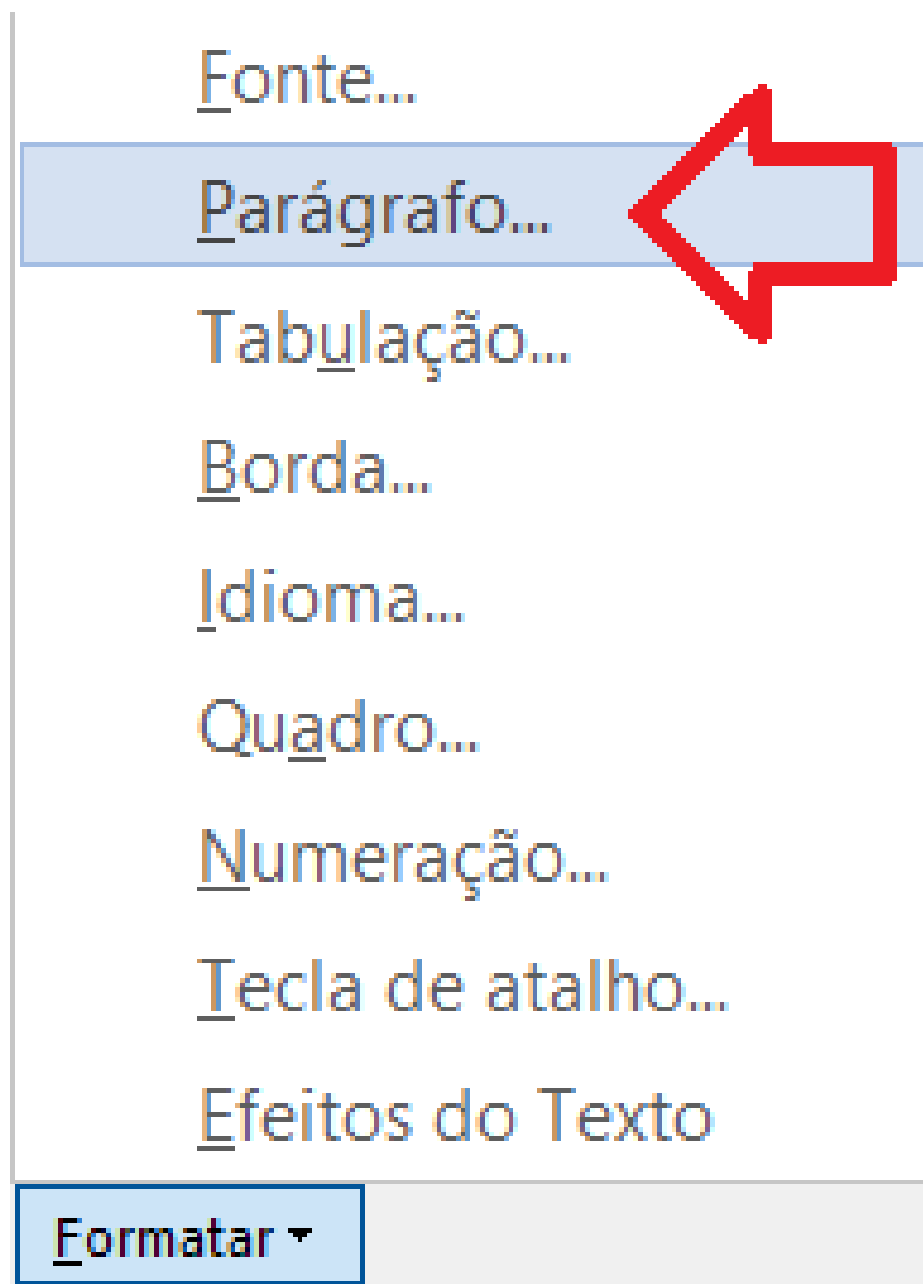 Fonte...
Parágrafo...
Tabulação...
Borda...
Idioma...
Quadro...
Numeração...
Tecla de atalho...
Efeitos do Texto
Formatar